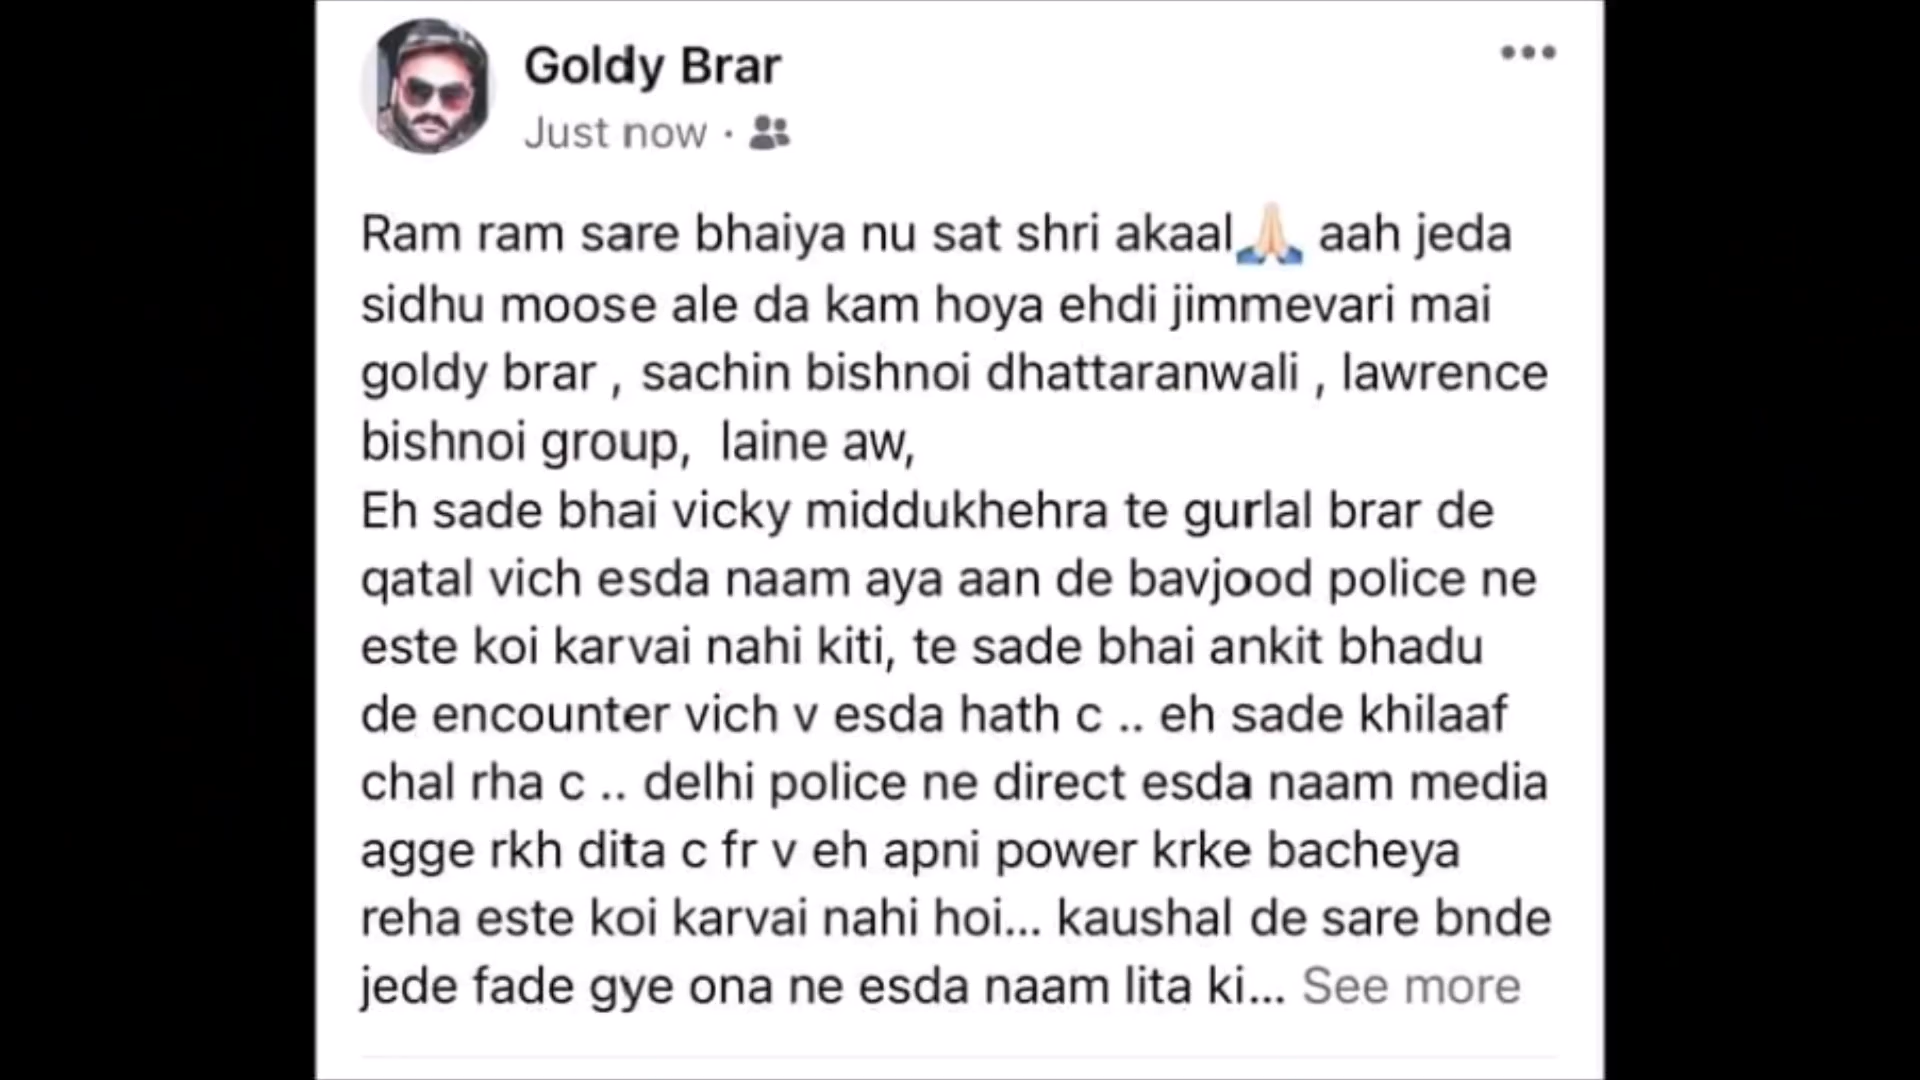 Goldy Brar
Just now ·
Ram ram sare bhaiya nu sat shri akaal🙏🏻 aah jeda
sidhu moose ale da kam hoya ehdi jimmevari mai
goldy brar , sachin bishnoi dhattaranwali , lawrence
bishnoi group, laine aw,
Eh sade bhai vicky middukhehra te gurlal brar de
qatal vich esda naam aya aan de bavjood police ne
este koi karvai nahi kiti, te sade bhai ankit bhadu
de encounter vich v esda hath c .. eh sade khilaaf
chal rha c .. delhi police ne direct esda naam media
agge rkh dita c fr v eh apni power krke bacheya
reha este koi karvai nahi hoi... kaushal de sare bnde
jede fade gye ona ne esda naam lita ki... See more